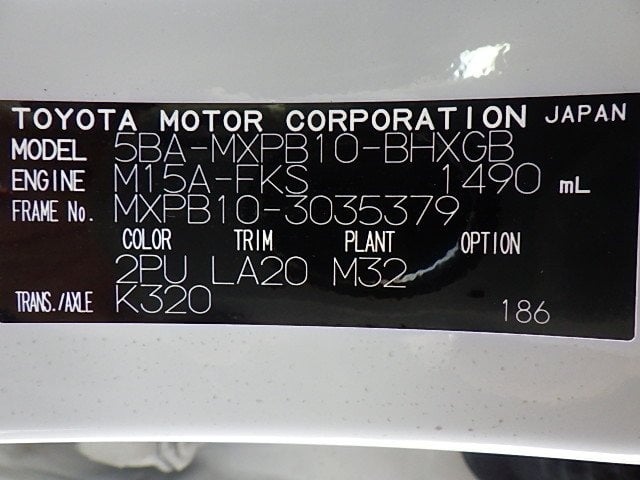 TOYOTA MOTOR CORPORATION JAPAN
MODEL 5BA-MXPB10-BHXGB
ENGINE M15A-FKS 1490 mL
FRAME No. MXPB10-3035379
COLOR TRIM PLANT OPTION
2PU LA20 M32
TRANS./AXLE K320 186